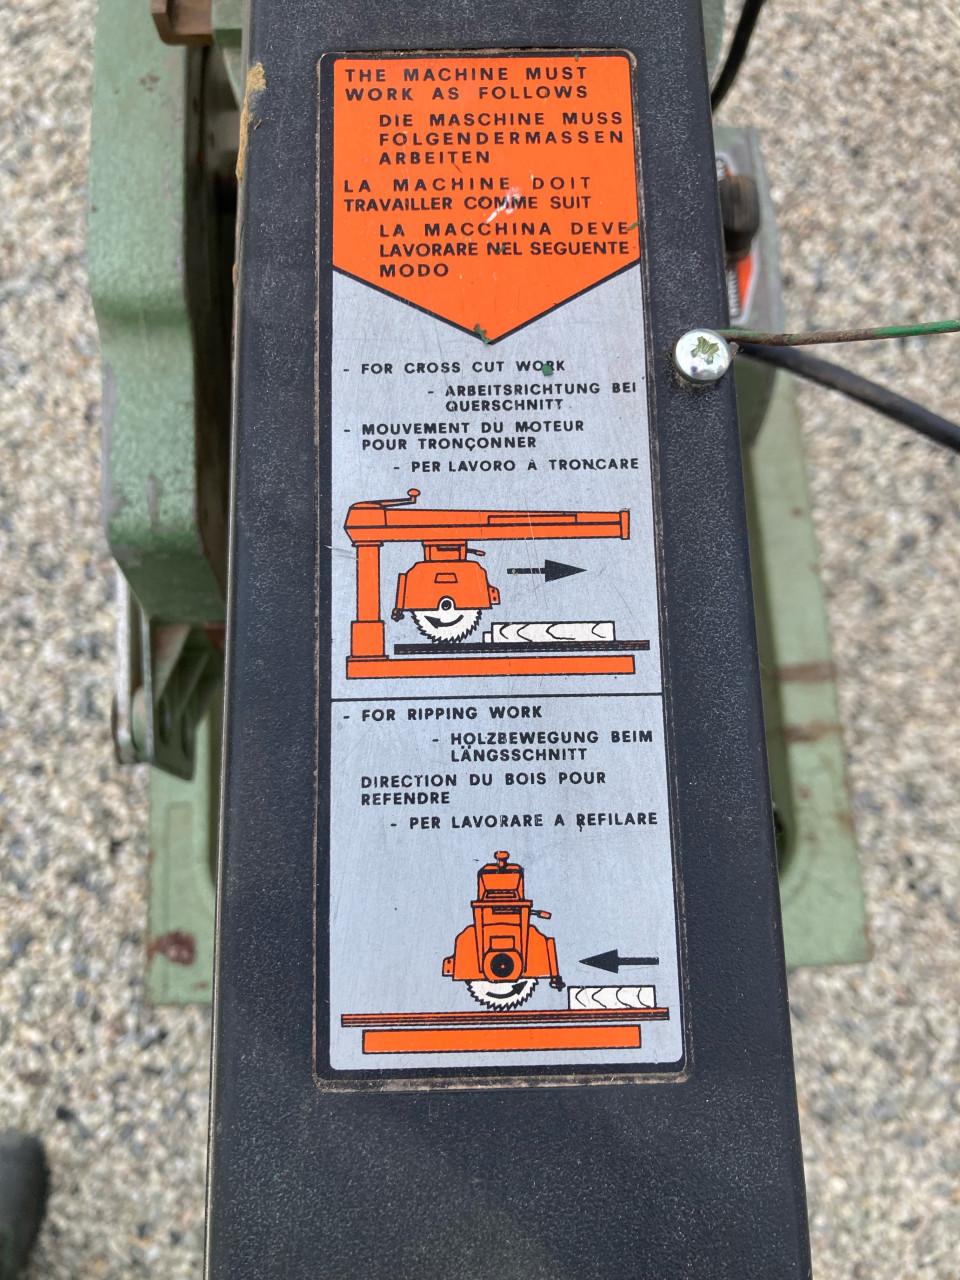 THE MACHINE MUST
WORK AS FOLLOWS
DIE MASCHINE MUSS
FOLGENDERMASSEN
ARBEITEN
LA MACHINE DOIT
TRAVAILLER COMME SUIT
LA MACCHINA DEVE
LAVORARE NEL SEGUENTE
MODO
- FOR CROSS CUT WORK
- ARBEITSRICHTUNG BEI
QUERSCHNITT
- MOUVEMENT DU MOTEUR
POUR TRONÇONNER
- PER LAVORO À TRONCARE
- FOR RIPPING WORK
- HOLZBEWEGUNG BEIM
LÄNGSSCHNITT
DIRECTION DU BOIS POUR
REFENDRE
- PER LAVORARE A REFILARE